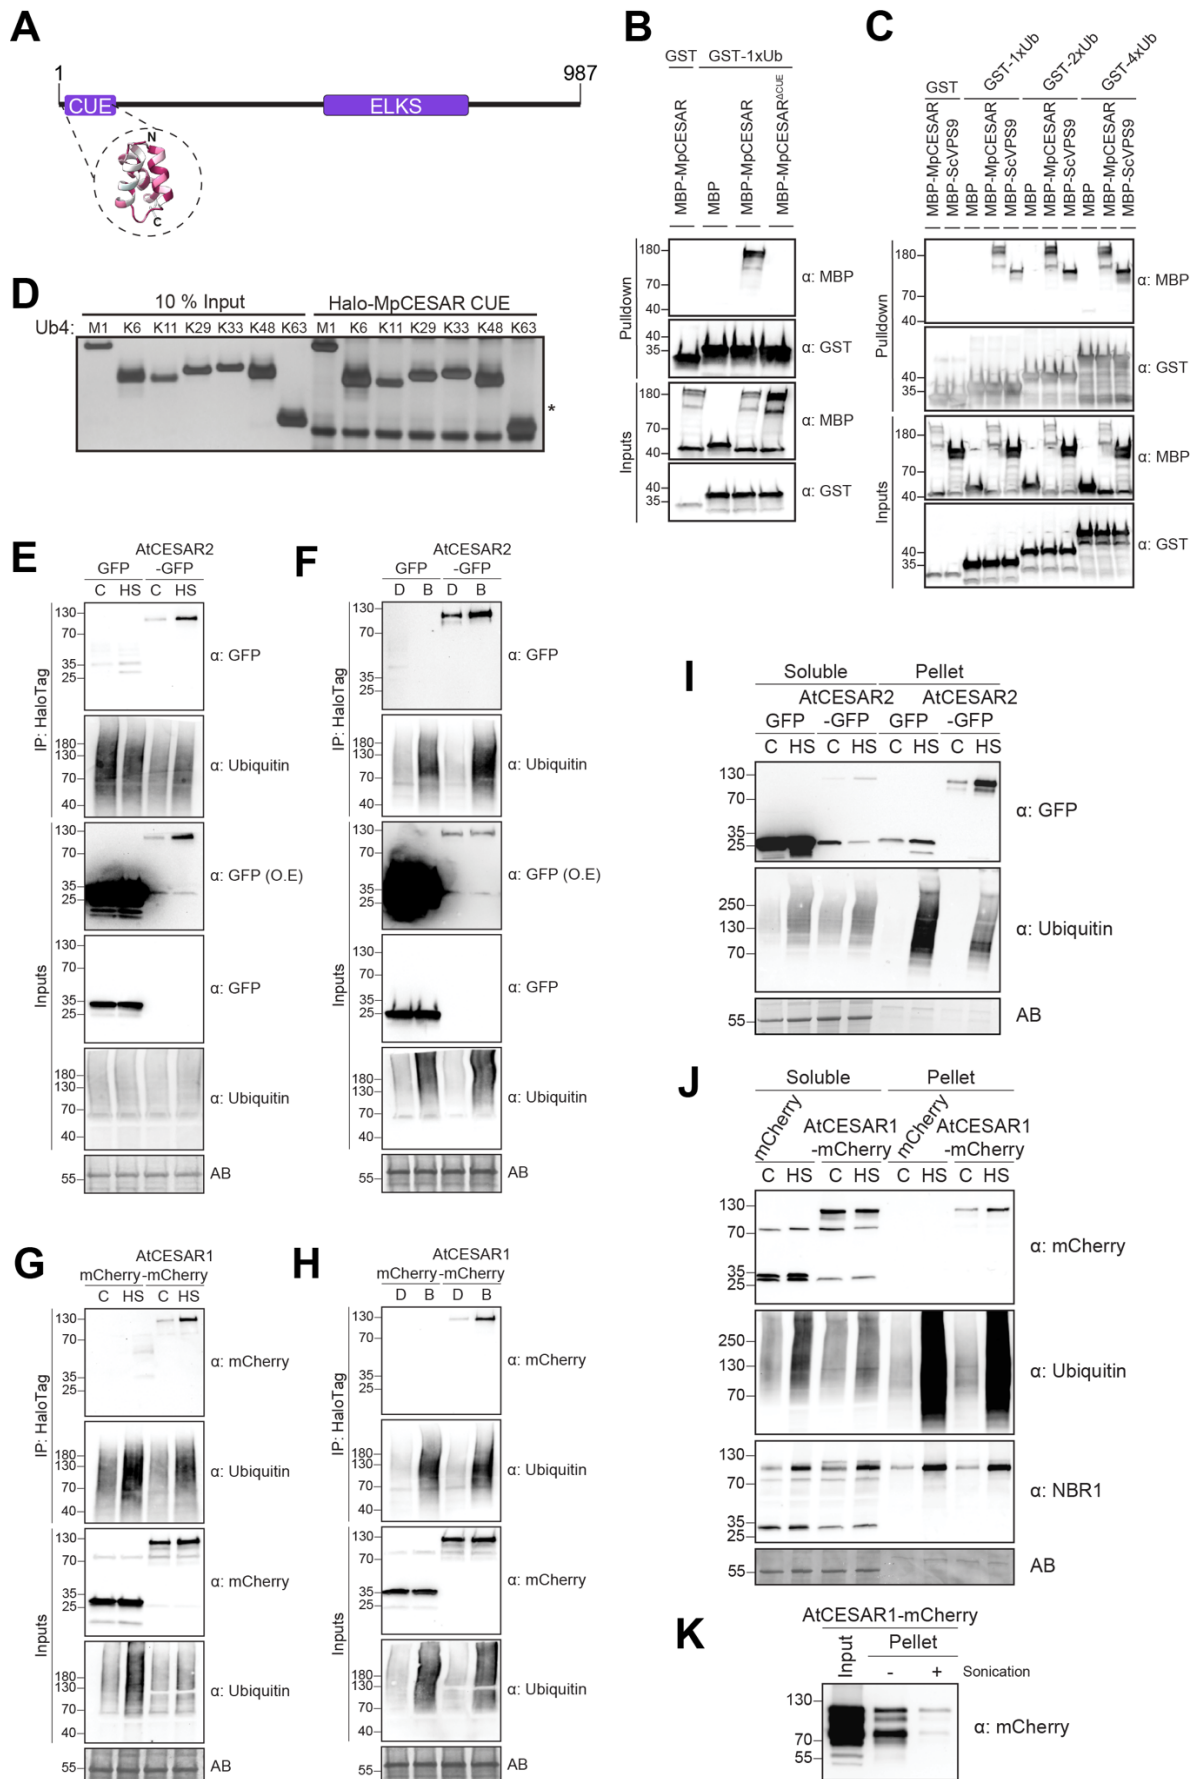 A
1
987
CUE
ELKS
N
C
B
GST
GST-1xUb
MBP-MpCESAR
MBP
MBP-MpCESAR
MBP-MpCESARΔCUE
Pulldown
180
70
40
α: MBP
40
35
α: GST
Inputs
180
70
40
α: MBP
40
35
α: GST
C
GST
GST-1xUb
GST-2xUb
GST-4xUb
MBP-MpCESAR
MBP-ScVPS9
MBP
MBP-MpCESAR
MBP-ScVPS9
MBP
MBP-MpCESAR
MBP-ScVPS9
MBP
MBP-MpCESAR
MBP-ScVPS9
Pulldown
180
70
40
α: MBP
40
35
α: GST
Inputs
180
70
40
α: MBP
40
35
α: GST
D
10 % Input
Halo-MpCESAR CUE
Ub4: M1 K6 K11 K29 K33 K48 K63 M1 K6 K11 K29 K33 K48 K63
*
E
AtCESAR2
GFP -GFP
C HS C HS
IP: HaloTag
130
70
35
25
α: GFP
180
130
70
40
α: Ubiquitin
Inputs
130
70
35
25
α: GFP (O.E)
130
70
35
25
α: GFP
180
130
70
40
α: Ubiquitin
55
AB
F
AtCESAR2
GFP -GFP
D B D B
IP: HaloTag
130
70
35
25
α: GFP
180
130
70
40
α: Ubiquitin
Inputs
130
70
35
25
α: GFP (O.E)
130
70
35
25
α: GFP
180
130
70
40
α: Ubiquitin
55
AB
G
AtCESAR1
mCherry -mCherry
C HS C HS
IP: HaloTag
130
70
35
25
α: mCherry
180
130
70
40
α: Ubiquitin
Inputs
130
70
35
25
α: mCherry
180
130
70
40
α: Ubiquitin
55
AB
H
AtCESAR1
mCherry -mCherry
D B D B
IP: HaloTag
130
70
35
25
α: mCherry
180
130
70
40
α: Ubiquitin
Inputs
130
70
35
25
α: mCherry
180
130
70
40
α: Ubiquitin
55
AB
I
Soluble Pellet
AtCESAR2 AtCESAR2
GFP -GFP GFP -GFP
C HS C HS C HS C HS
130
70
35
25
α: GFP
250
130
70
α: Ubiquitin
55
AB
J
Soluble Pellet
mCherry
AtCESAR1
-mCherry
mCherry
AtCESAR1
-mCherry
C HS C HS C HS C HS
130
70
35
25
α: mCherry
250
130
70
α: Ubiquitin
130
70
35
25
α: NBR1
55
AB
K
AtCESAR1-mCherry
Input
Pellet
- + Sonication
130
70
55
α: mCherry